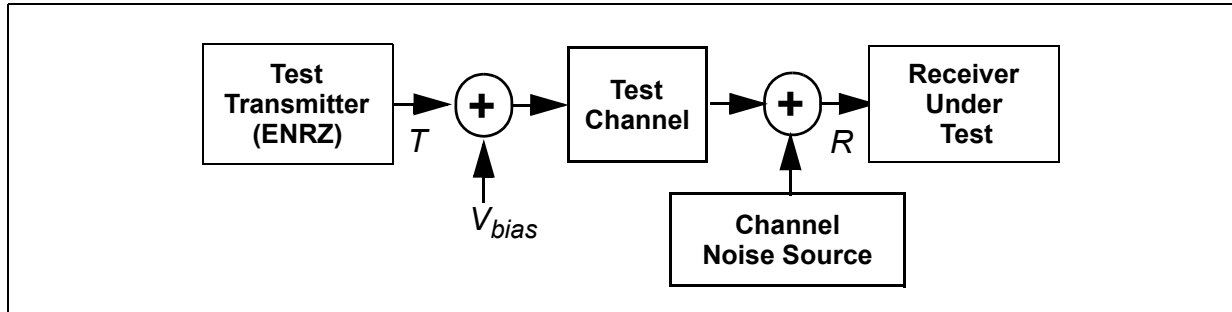 Test
Transmitter
(ENRZ)
T
+
V_bias
Test
Channel
+
R
Receiver
Under
Test
Channel
Noise Source